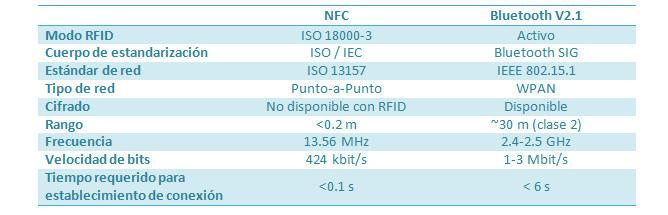 NFC Bluetooth V2.1
Modo RFID ISO 18000-3 Activo
Cuerpo de estandarización ISO / IEC Bluetooth SIG
Estándar de red ISO 13157 IEEE 802.15.1
Tipo de red Punto-a-Punto WPAN
Cifrado No disponible con RFID Disponible
Rango <0.2 m ~30 m (clase 2)
Frecuencia 13.56 MHz 2.4-2.5 GHz
Velocidad de bits 424 kbit/s 1-3 Mbit/s
Tiempo requerido para
establecimiento de conexión <0.1 s < 6 s